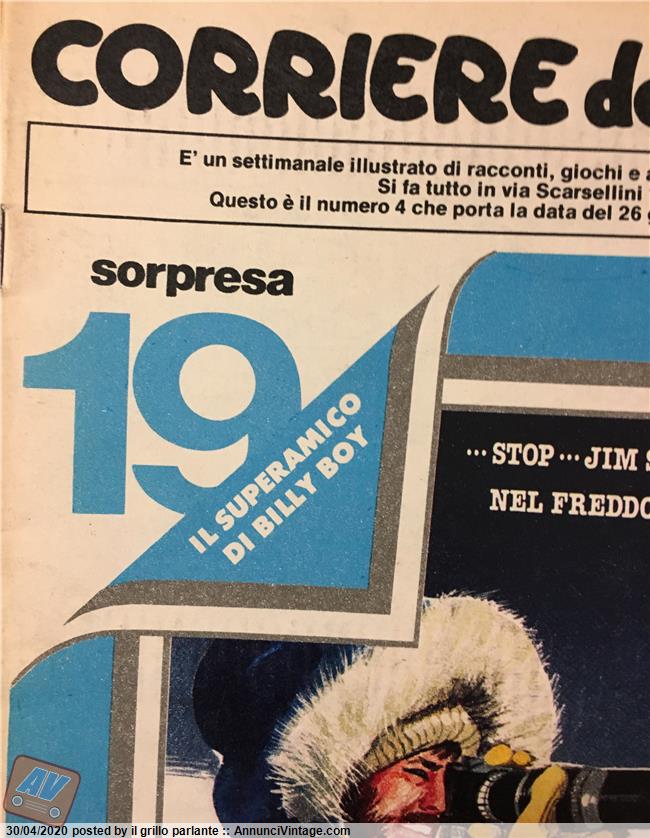 CORRIERE de
E' un settimanale illustrato di racconti, giochi e a
Si fa tutto in via Scarsellini
Questo è il numero 4 che porta la data del 26 g
sorpresa
19
IL SUPERAMICO
DI BILLY BOY
... STOP ... JIM S
NEL FREDDO
AV
30/04/2020 posted by il grillo parlante :: AnnunciVintage.com